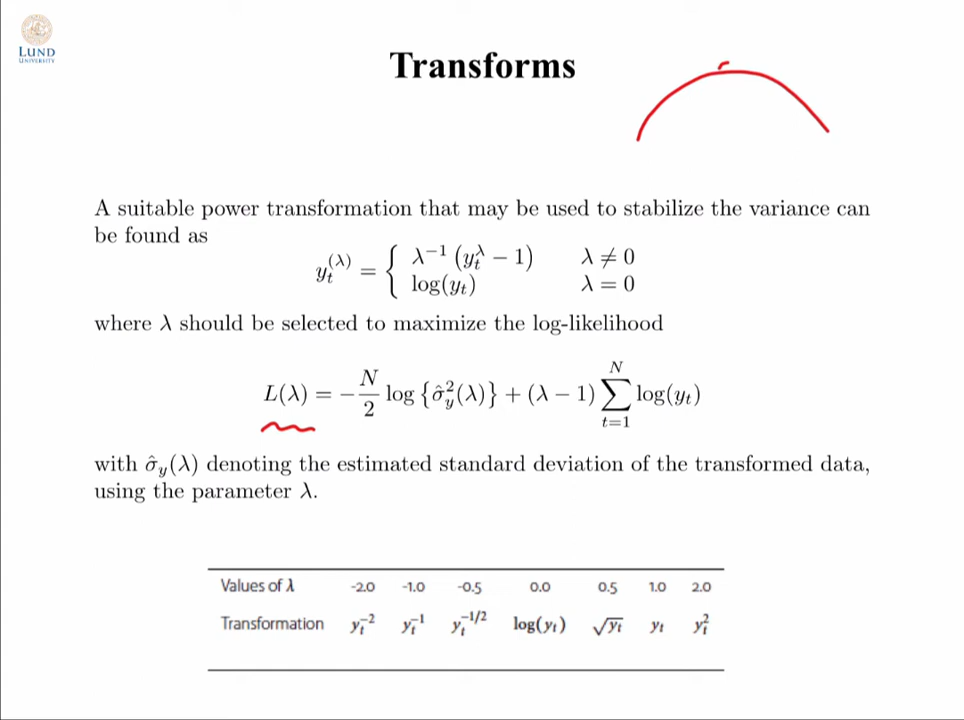 LUND
UNIVERSITY
Transforms
A suitable power transformation that may be used to stabilize the variance can
be found as
y_t^{(λ)} = { λ^{-1} (y_t^λ − 1) λ ≠ 0
log(y_t) λ = 0
where λ should be selected to maximize the log-likelihood
L(λ) = −\frac{N}{2} log {σ̂_y^2(λ)} + (λ − 1) \sum_{t=1}^{N} log(y_t)
with σ̂_y(λ) denoting the estimated standard deviation of the transformed data,
using the parameter λ.
Values of λ -2.0 -1.0 -0.5 0.0 0.5 1.0 2.0
Transformation y_t^{-2} y_t^{-1} y_t^{-1/2} log(y_t) √y_t y_t y_t^2